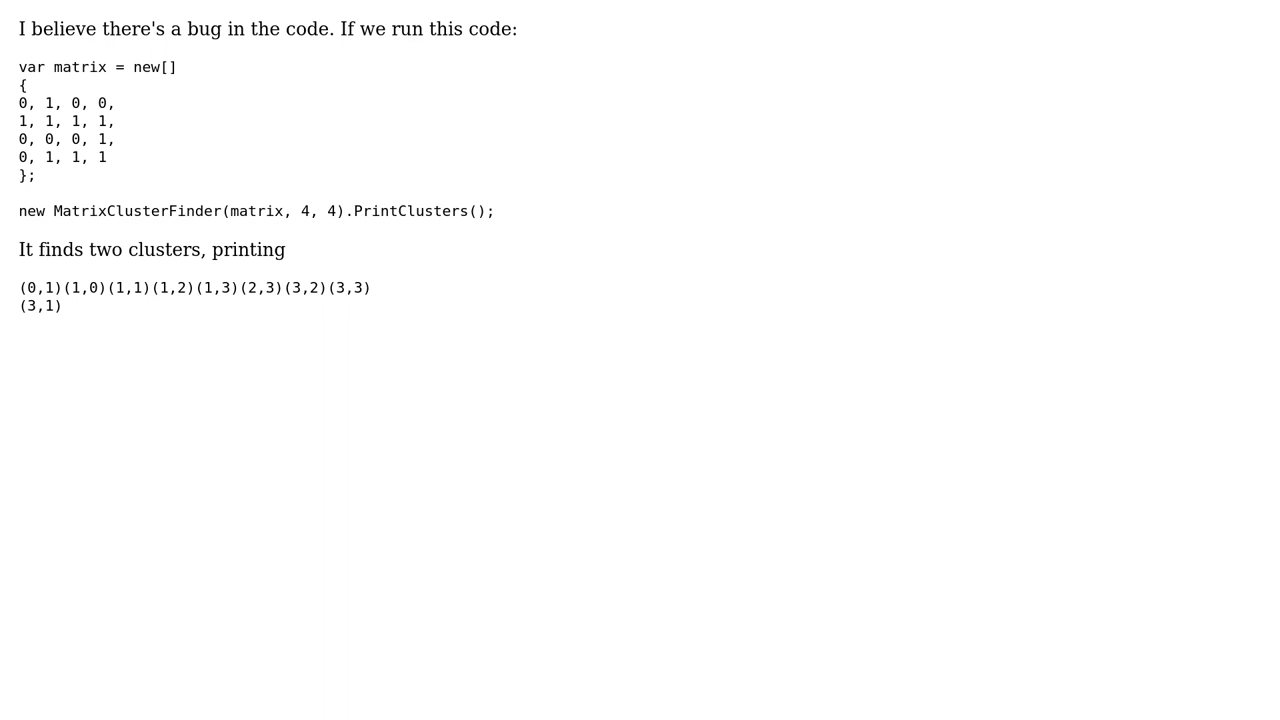 I believe there's a bug in the code. If we run this code:
var matrix = new[]
{
0, 1, 0, 0,
1, 1, 1, 1,
0, 0, 0, 1,
0, 1, 1, 1
};
new MatrixClusterFinder(matrix, 4, 4).PrintClusters();
It finds two clusters, printing
(0,1)(1,0)(1,1)(1,2)(1,3)(2,3)(3,2)(3,3)
(3,1)